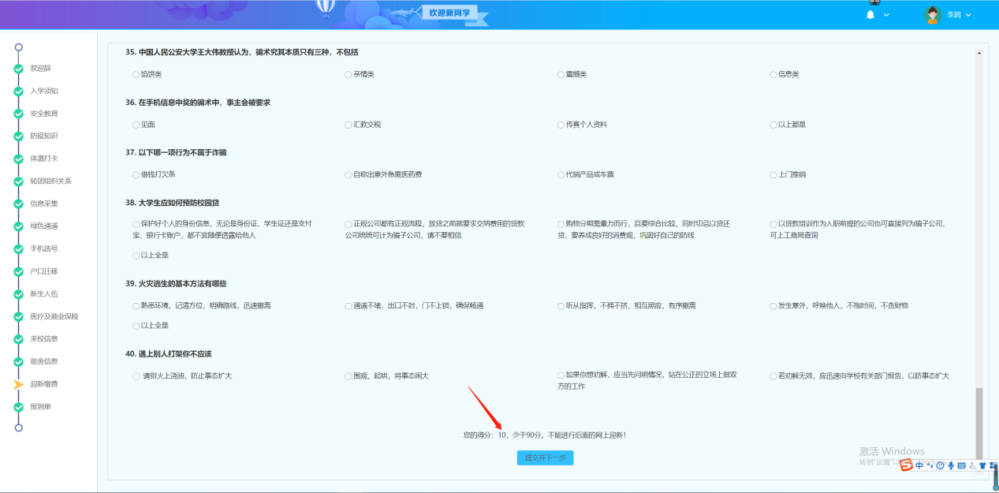 欢迎新同学
李润
欢迎辞
入学须知
安全教育
防疫知识
体温打卡
转团组织关系
信息采集
绿色通道
手机选号
户口迁移
新生入伍
医疗及商业保险
来校信息
宿舍信息
迎新缴费
报到单
35. 中国人民公安大学王大伟教授认为，骗术究其本质只有三种，不包括
馅饼类
亲情类
震撼类
信息类
36. 在手机信息中奖的骗术中，事主会被要求
见面
汇款交税
传真个人资料
以上都是
37. 以下哪一项行为不属于诈骗
借钱打欠条
自称出意外急需医药费
代销产品或车票
上门推销
38. 大学生应如何预防校园贷
保护好个人的身份信息，无论是身份证、学生证还是支付
宝、银行卡账户，都不宜随便透露给他人
正规公司都有正规流程，放贷之前就要求交纳费用的贷款
公司统统可计为骗子公司，请不要相信
购物分期需量力而行，且要综合比较，同时切忌以贷还
贷，要养成良好的消费观，巩固好自己的防线
以贷款培训作为入职前提的公司也可直接列为骗子公司，
可上工商局查询
以上全是
39. 火灾逃生的基本方法有哪些
熟悉环境，记清方位，明确路线，迅速撤离
通道不堵，出口不封，门不上锁，确保畅通
听从指挥，不拥不挤，相互照应，有序撤离
发生意外，呼唤他人，不拖时间，不贪财物
以上全是
40. 遇上别人打架你不应该
请别火上浇油，防止事态扩大
围观，起哄，将事态闹大
如果你想劝解，应当先问明情况，站在公正的立场上做双
方的工作
若劝解无效，应迅速向学校有关部门报告，以防事态扩大
您的得分：10，少于90分，不能进行后面的网上迎新！
提交并下一步
激活 Windows
转到"设置"以激活 Windows。
中